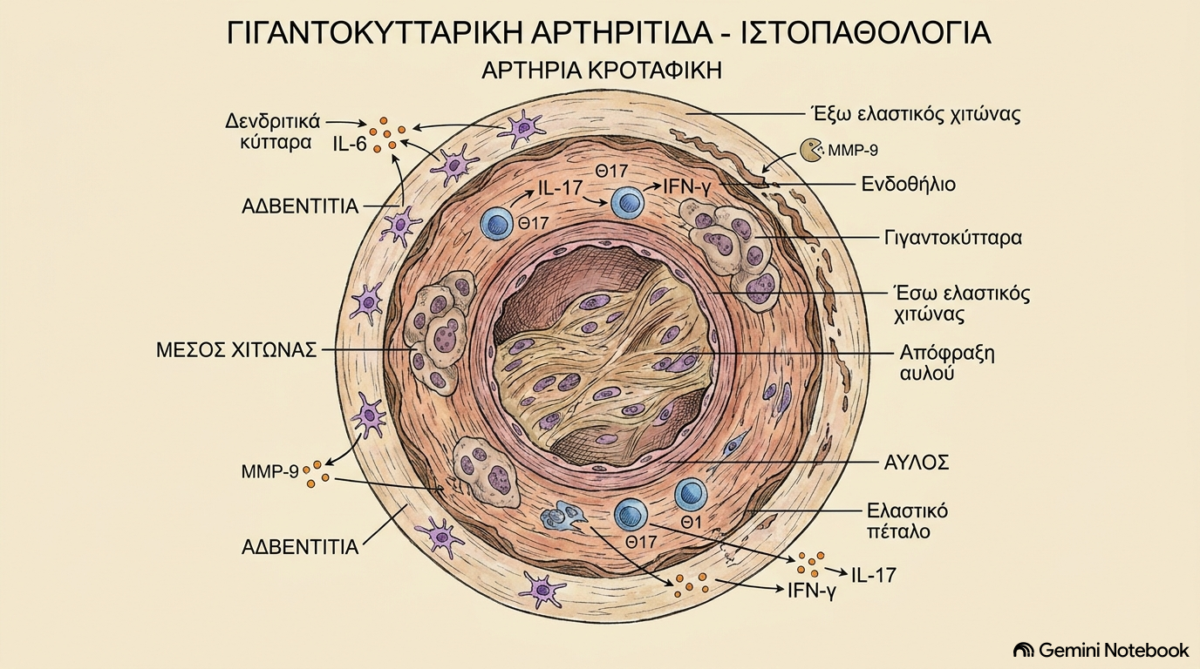 ΓΙΓΑΝΤΟΚΥΤΤΑΡΙΚΗ ΑΡΤΗΡΙΤΙΔΑ - ΙΣΤΟΠΑΘΟΛΟΓΙΑ
ΑΡΤΗΡΙΑ ΚΡΟΤΑΦΙΚΗ
Δενδριτικά
κύτταρα
IL-6
ΑΔΒΕΝΤΙΤΙΑ
ΜΕΣΟΣ ΧΙΤΩΝΑΣ
MMP-9
ΑΔΒΕΝΤΙΤΙΑ
Θ17
IL-17
Θ17
IFN-γ
Έξω ελαστικός χιτώνας
MMP-9
Ενδοθήλιο
Γιγαντοκύτταρα
Έσω ελαστικός
χιτώνας
Απόφραξη
αυλού
ΑΥΛΟΣ
Ελαστικό
πέταλο
Θ1
Θ17
IL-17
IFN-γ
Gemini Notebook